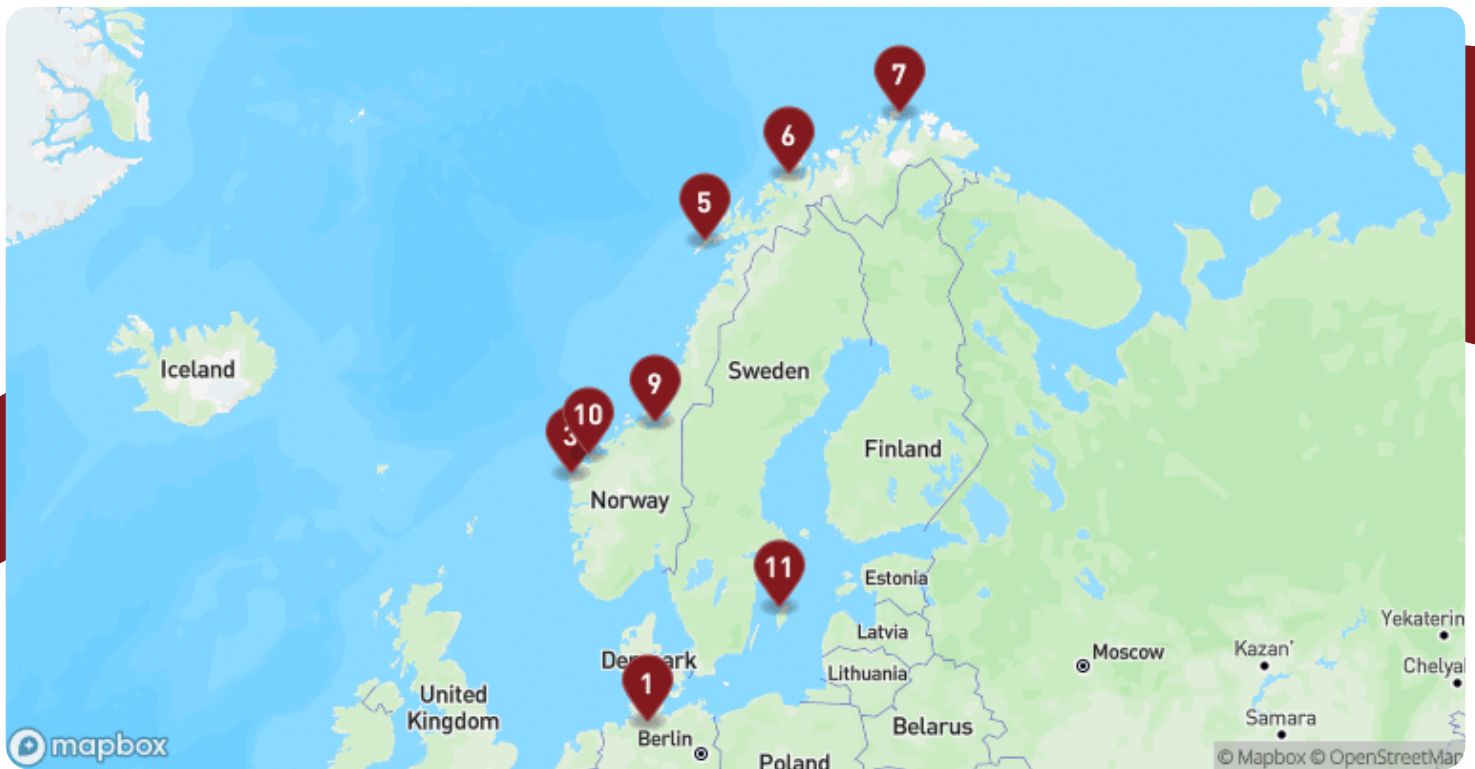 7
6
5
Iceland
Sweden
9
10
3
Finland
Norway
11
Estonia
Yekaterin
Latvia
Moscow
Kazan'
Denmark
Lithuania
Chelya
1
United
Kingdom
Samara
Belarus
Berlin
mapbox
Poland
© Mapbox © OpenStreetMap